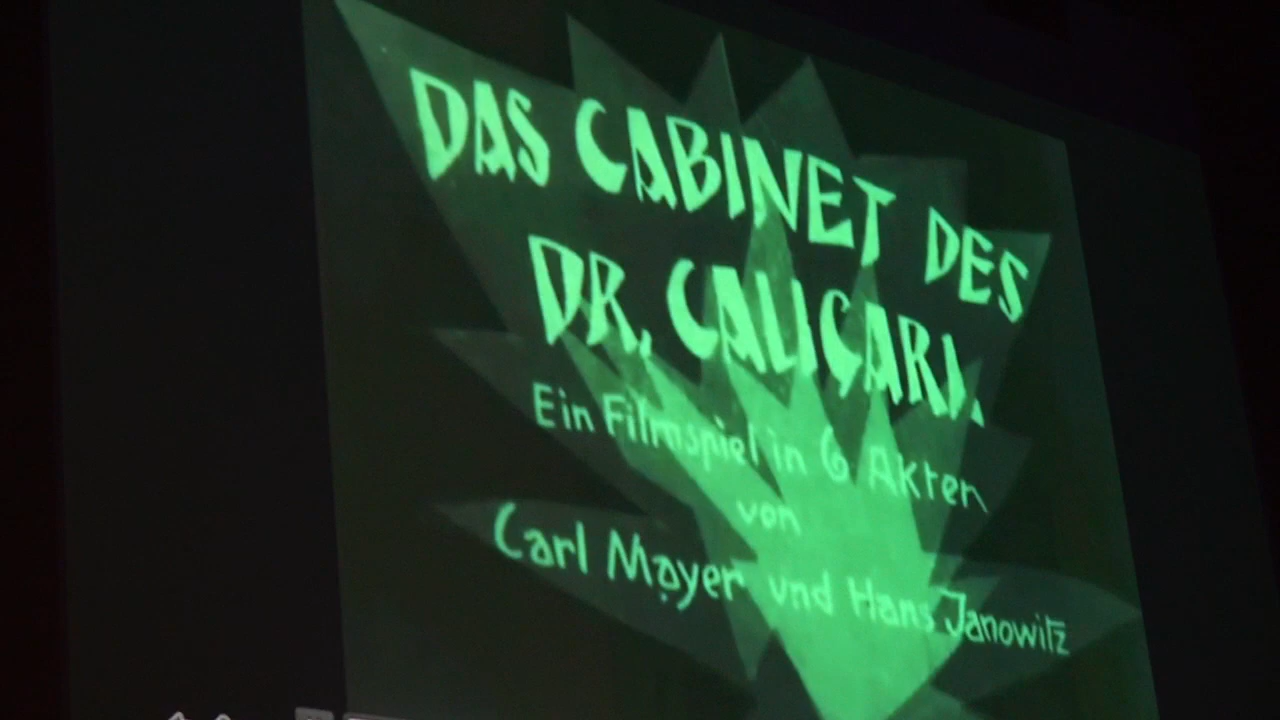 DAS CABINET DES
DR. CALIGARI.
Ein Filmspiel in 6 Akten
von
Carl Mayer und Hans Janowitz